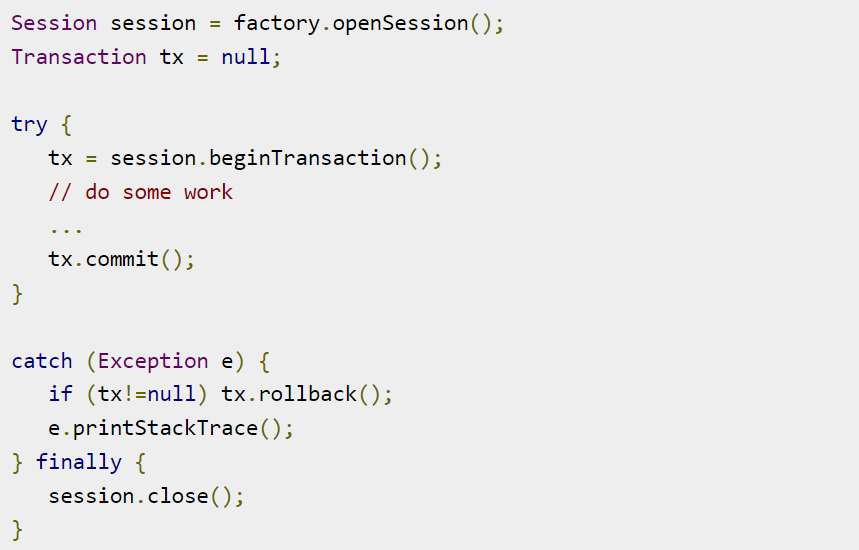 Session session = factory.openSession();
Transaction tx = null;

try {
   tx = session.beginTransaction();
   // do some work
   ...
   tx.commit();
}

catch (Exception e) {
   if (tx!=null) tx.rollback();
   e.printStackTrace();
} finally {
   session.close();
}